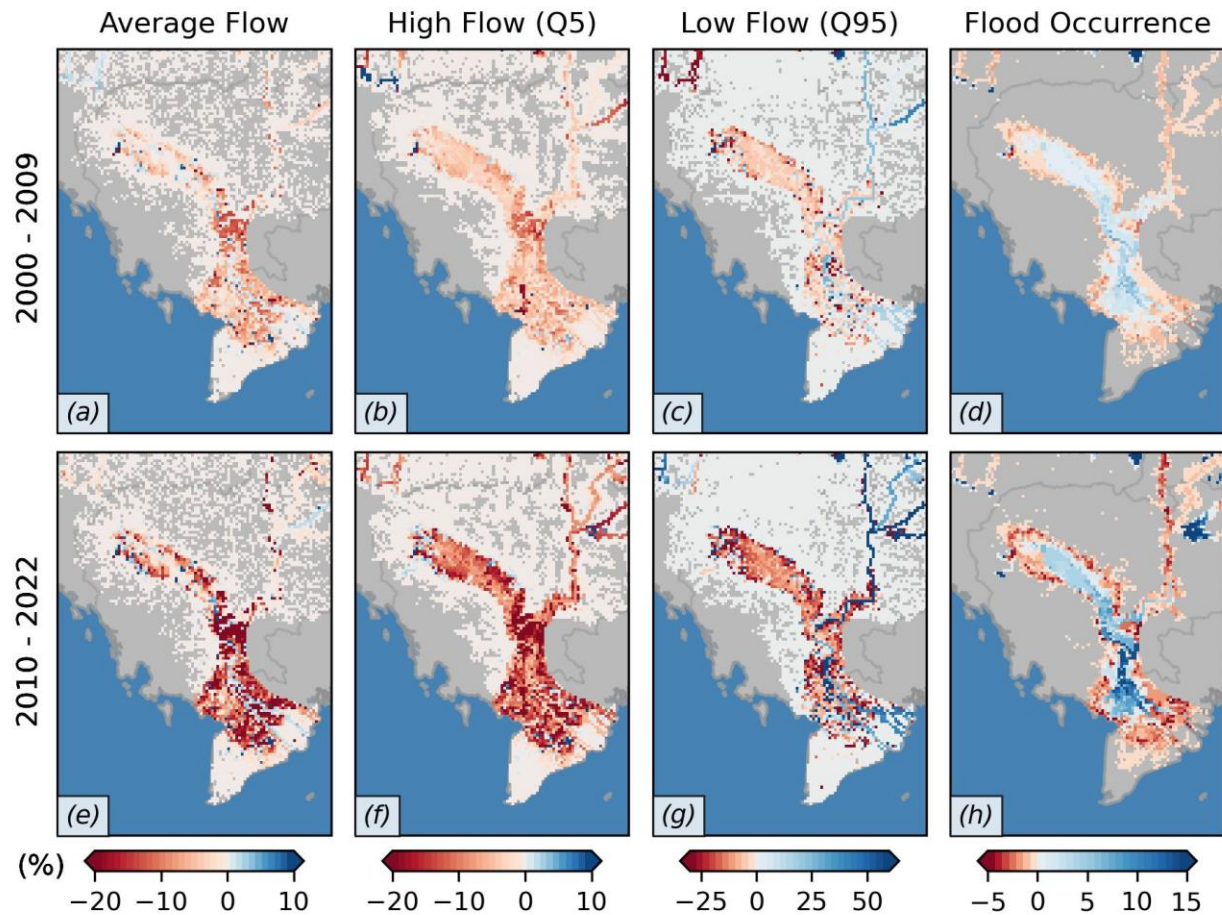 Average Flow High Flow (Q5) Low Flow (Q95) Flood Occurrence
2000 - 2009
(a) (b) (c) (d)
2010 - 2022
(e) (f) (g) (h)
(%)
−20 −10 0 10 −20 −10 0 10 −25 0 25 50 −5 0 5 10 15